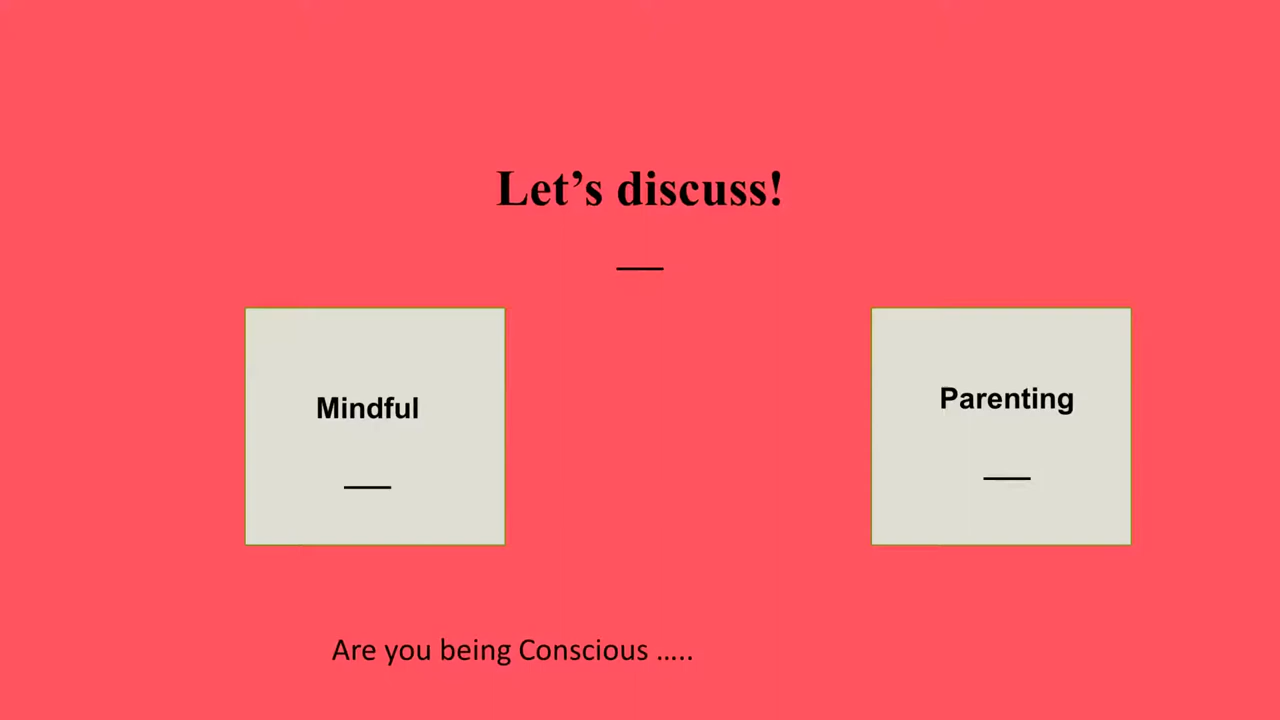 Let’s discuss!
Mindful
Parenting
Are you being Conscious …..